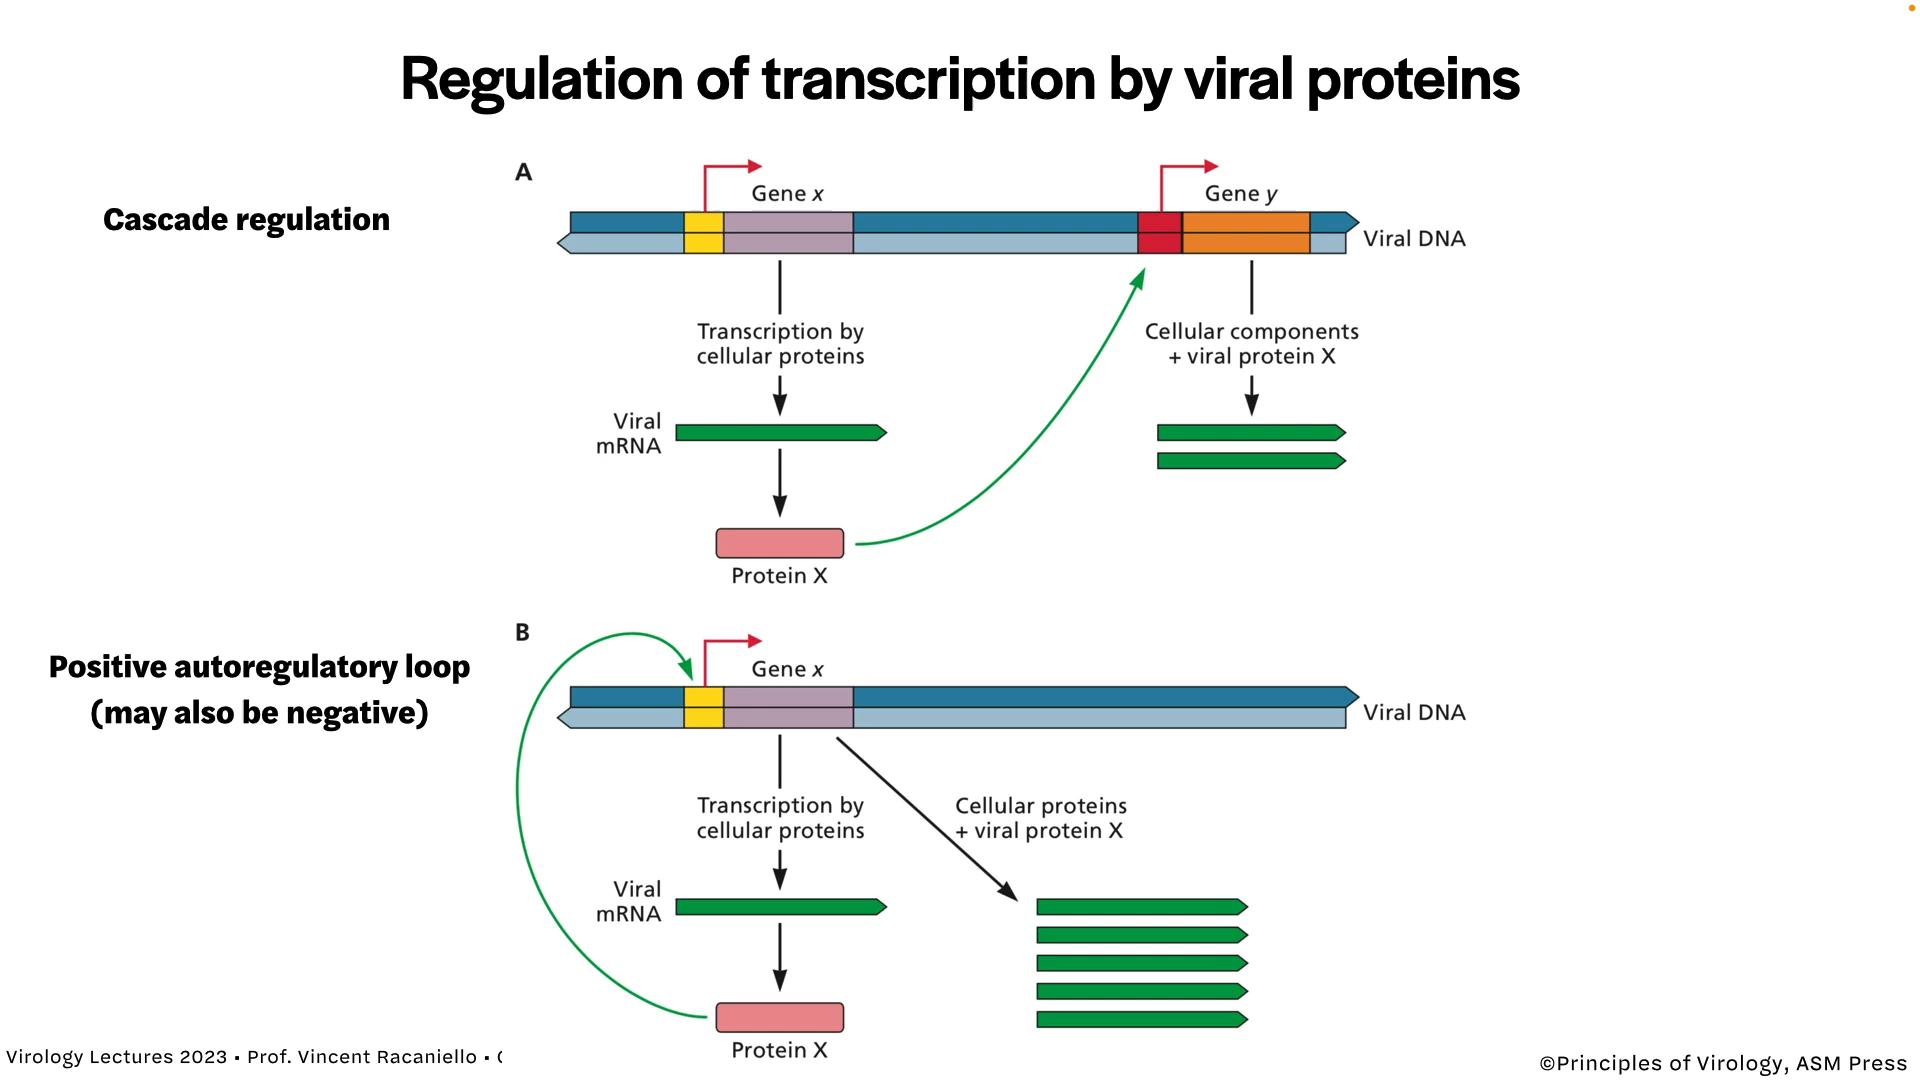 Regulation of transcription by viral proteins
Cascade regulation
A
Gene x
Gene y
Viral DNA
Transcription by
cellular proteins
Cellular components
+ viral protein X
Viral
mRNA
Protein X
Positive autoregulatory loop
(may also be negative)
B
Gene x
Viral DNA
Transcription by
cellular proteins
Cellular proteins
+ viral protein X
Viral
mRNA
Protein X
Virology Lectures 2023 • Prof. Vincent Racaniello •
©Principles of Virology, ASM Press